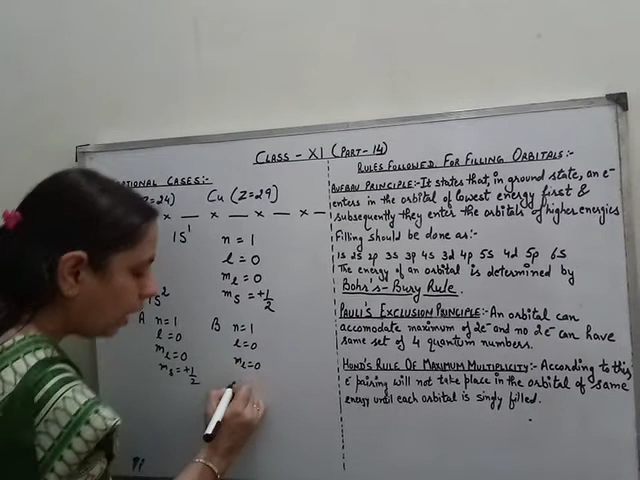 CLASS - XI (PART-14)
TIONAL CASES:-
(Z=24) Cu (Z=29)
x — x — x — x — x —
1S¹ n = 1
l = 0
ml = 0
ms = +1/2
1S²
A n = 1 B n = 1
l = 0 l = 0
ml = 0 ml = 0
ms = +1/2
RULES FOLLOWED FOR FILLING ORBITALS:-
AUFBAU PRINCIPLE:- It states that, in ground state, an e⁻
enters in the orbital of lowest energy first &
subsequently they enter the orbitals of higher energies
Filling should be done as:-
1s 2s 2p 3s 3p 4s 3d 4p 5s 4d 5p 6s
The energy of an orbital is determined by
Bohr's-Bury Rule.
PAULI'S EXCLUSION PRINCIPLE:- An orbital can
accomodate maximum of 2e⁻ and no 2e⁻ can have
same set of 4 quantum numbers.
HUND'S RULE OF MAXIMUM MULTIPLICITY:- According to this
e⁻ pairing will not take place in the orbital of same
energy until each orbital is singly filled.